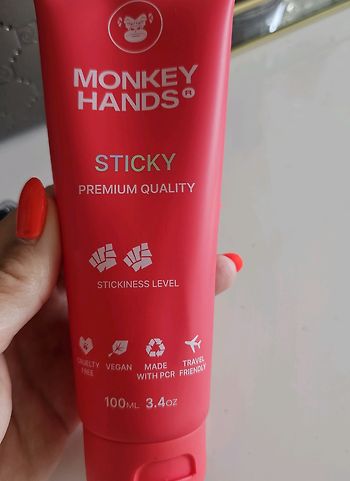 MONKEY
HANDS
STICKY
PREMIUM QUALITY
STICKINESS LEVEL
CRUELTY
FREE
VEGAN
MADE
WITH PCR
TRAVEL
FRIENDLY
100ML 3.4OZ